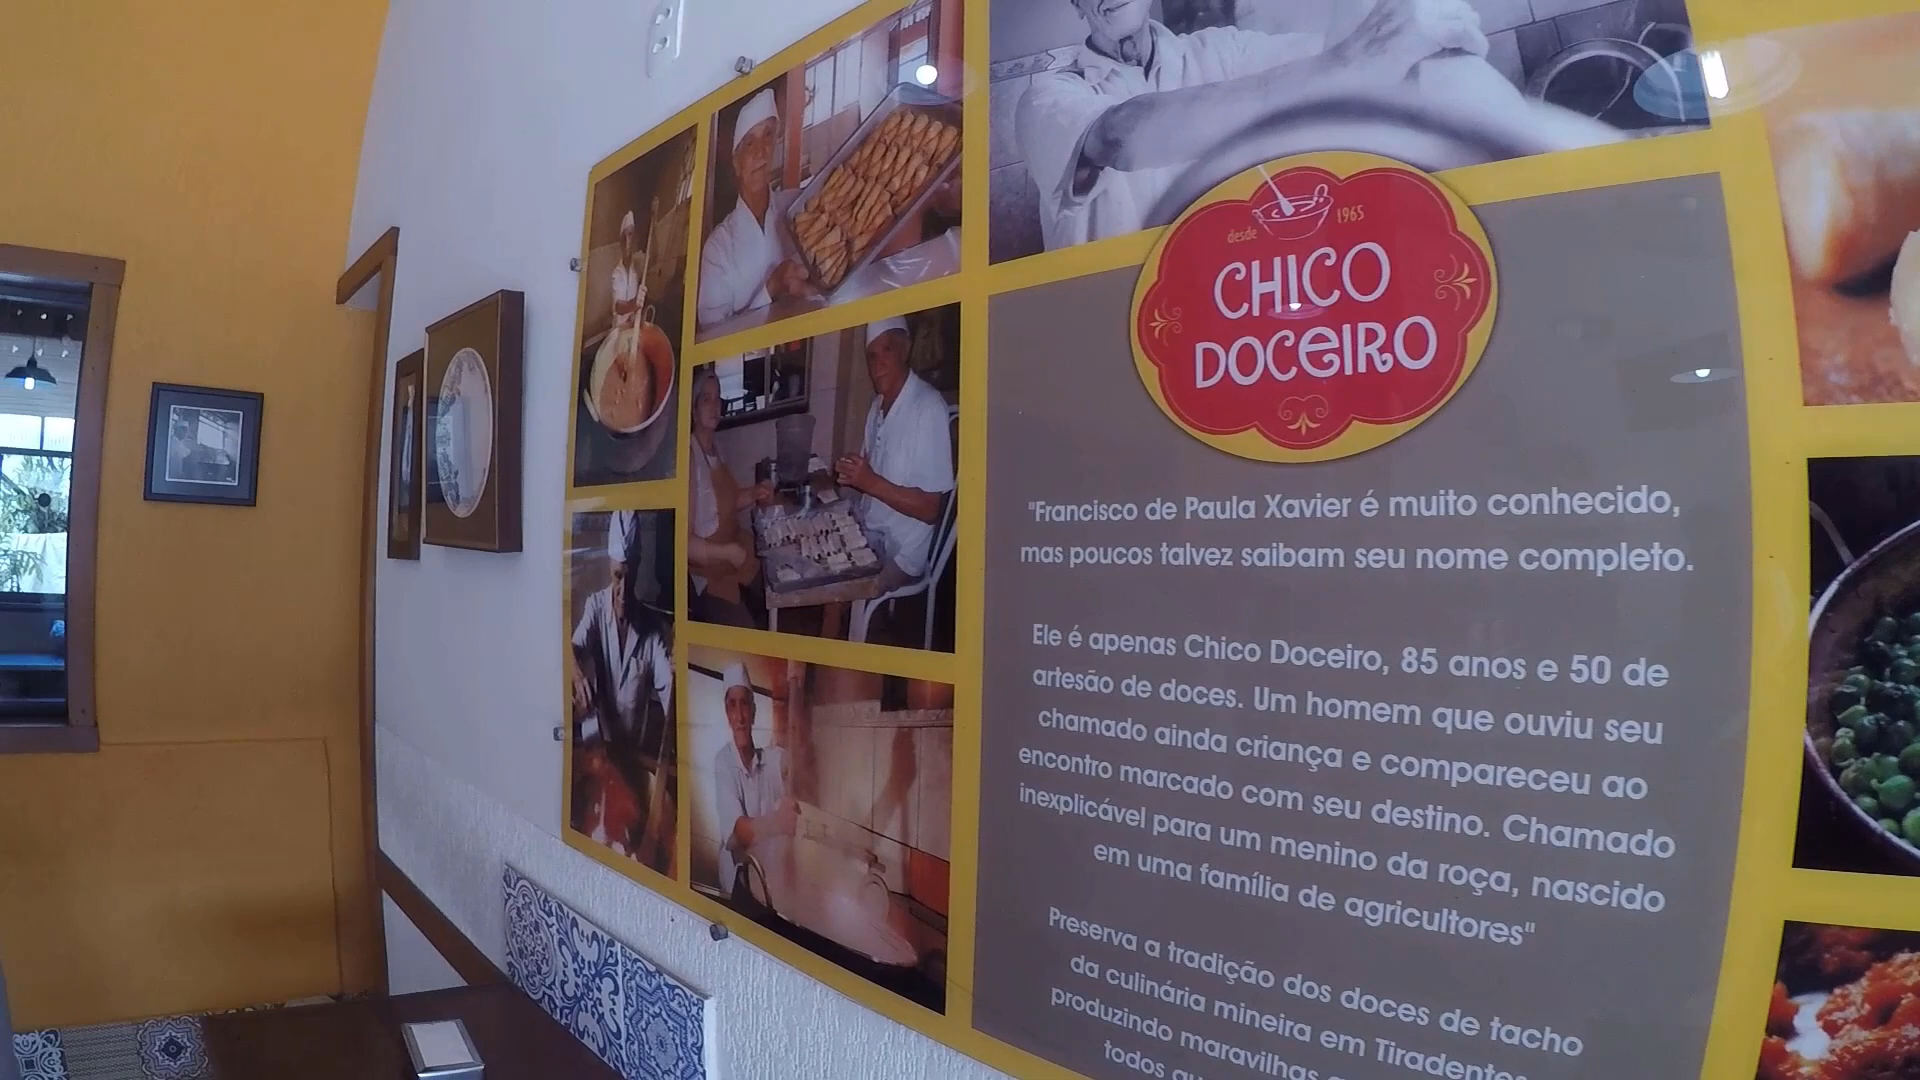 desde 1965
CHICO
DOCEIRO
"Francisco de Paula Xavier é muito conhecido,
mas poucos talvez saibam seu nome completo.
Ele é apenas Chico Doceiro, 85 anos e 50 de
artesão de doces. Um homem que ouviu seu
chamado ainda criança e compareceu ao
encontro marcado com seu destino. Chamado
inexplicável para um menino da roça, nascido
em uma família de agricultores"
Preserva a tradição dos doces de tacho
da culinária mineira em Tiradentes
produzindo maravilhas
todos